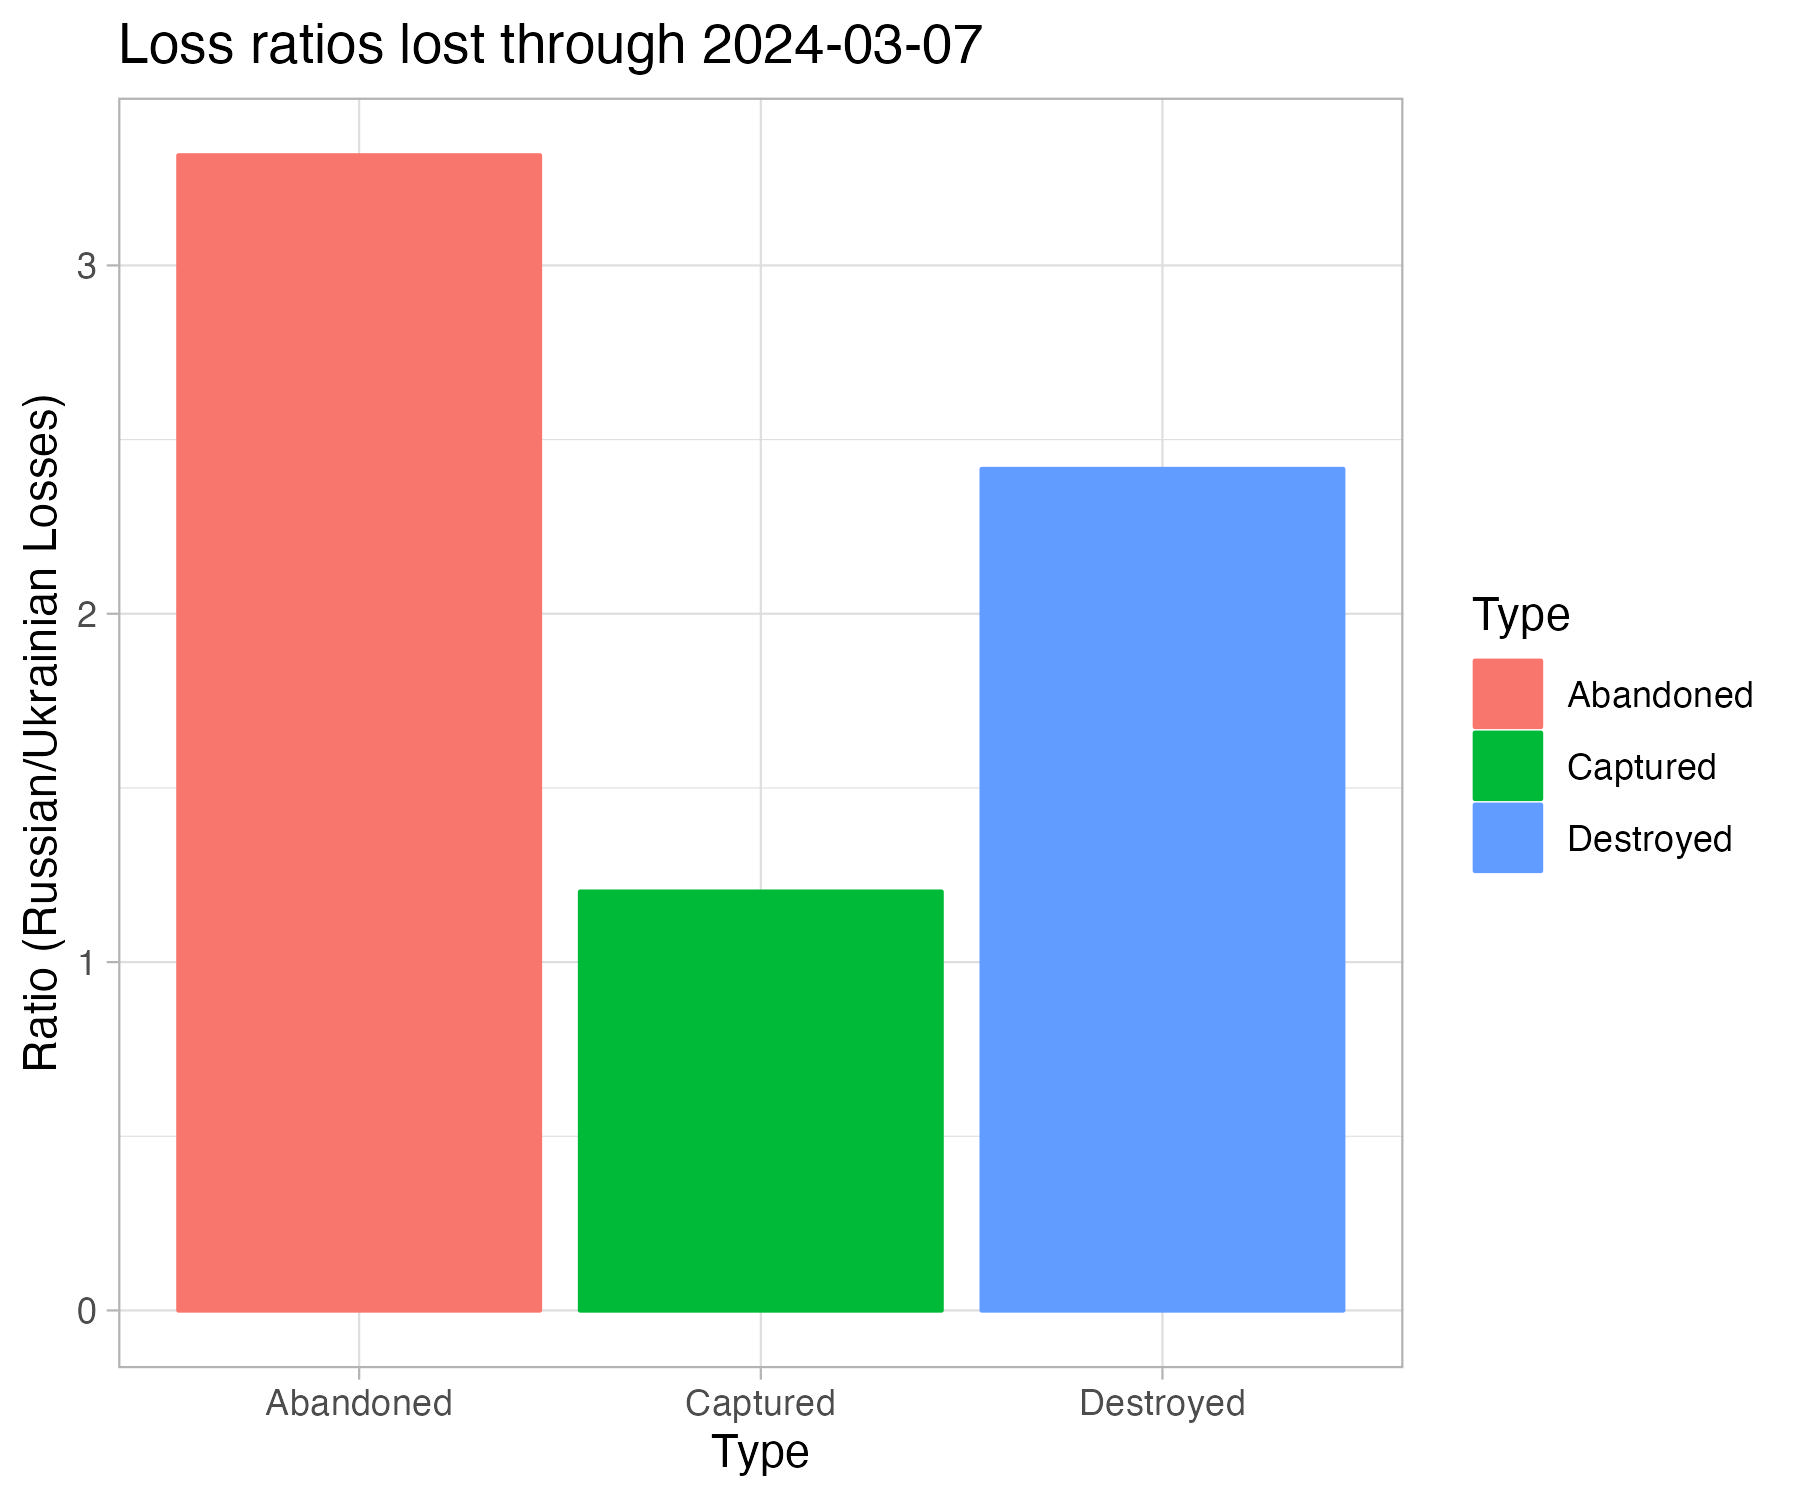 Loss ratios lost through 2024-03-07
Ratio (Russian/Ukrainian Losses)
3
2
1
0
Abandoned
Captured
Destroyed
Type
Type
Abandoned
Captured
Destroyed